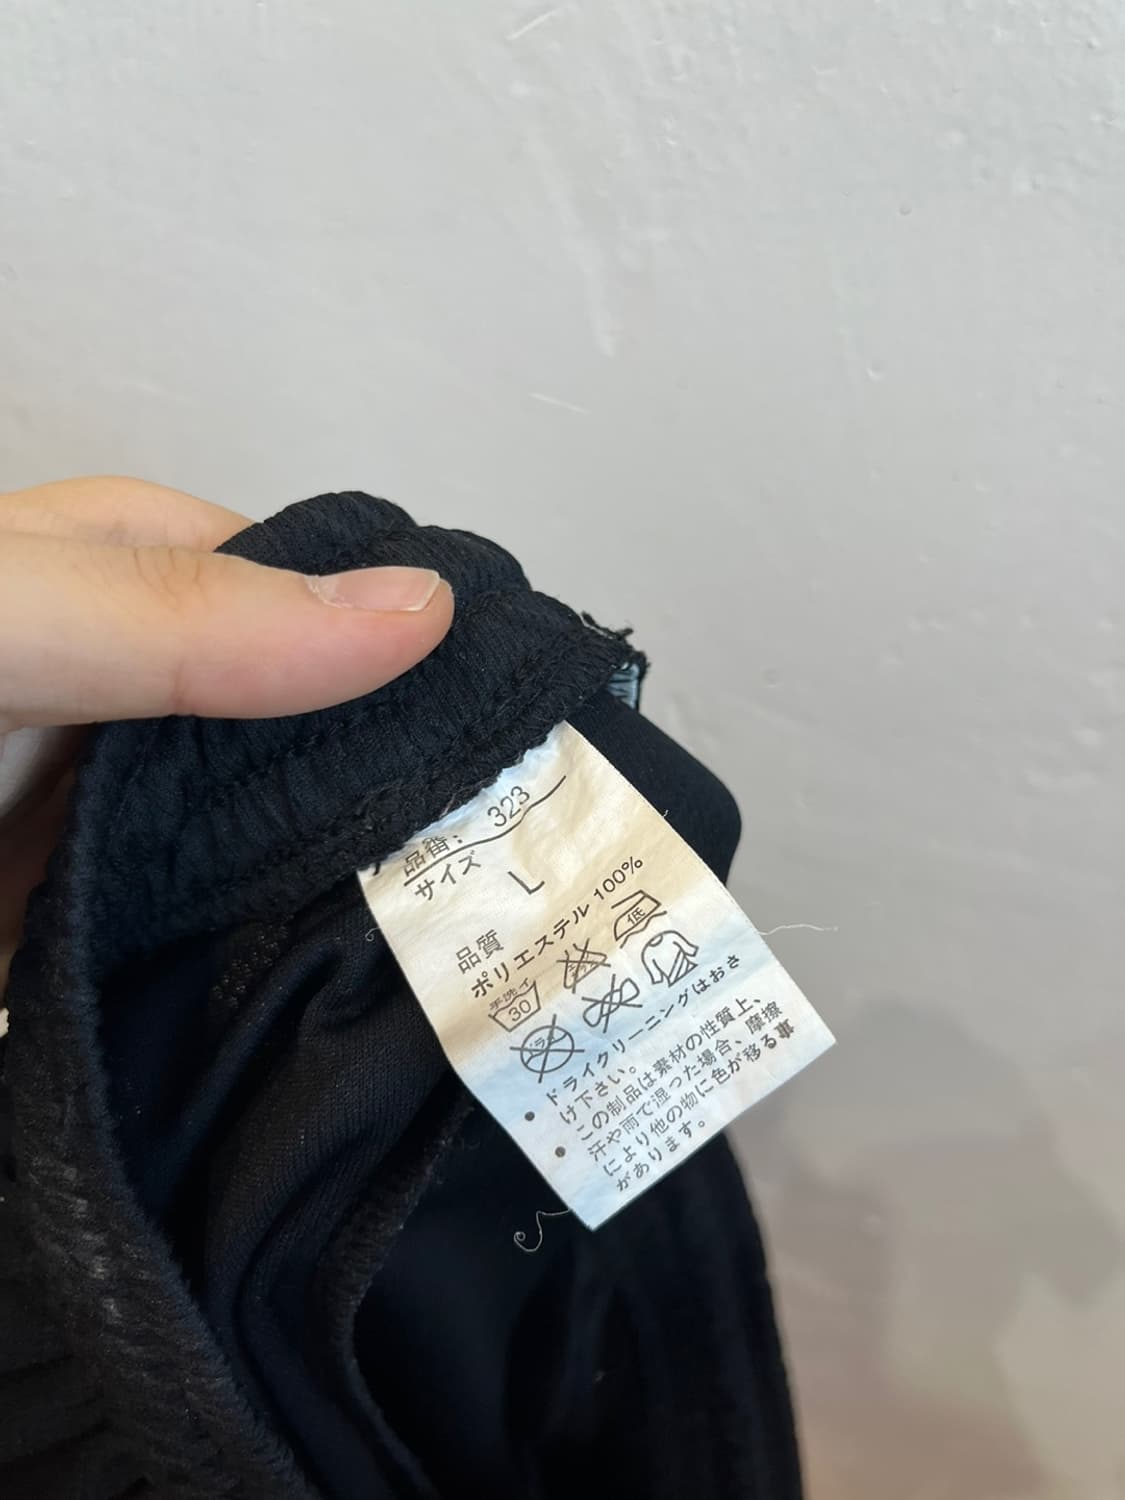 品番: 323
サイズ
L
品質
ポリエステル 100%
手洗イ
30
低
ドライ
• ドライクリーニングはおさ
け下さい。
• この制品は素材の性質上、
汗や雨で湿った場合、摩擦
により他の物に色が移る事
があります。